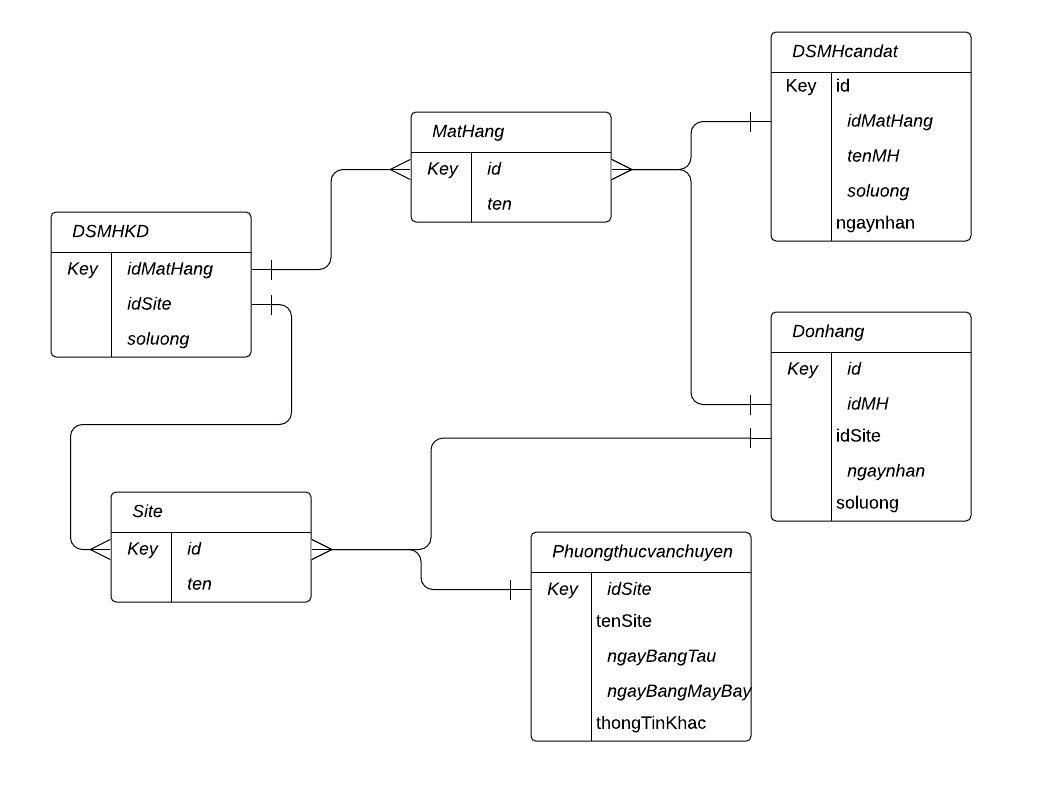 DSMHcandat
Key id
idMatHang
tenMH
soluong
ngaynhan
MatHang
Key id
ten
DSMHKD
Key idMatHang
idSite
soluong
Donhang
Key id
idMH
idSite
ngaynhan
soluong
Site
Key id
ten
Phuongthucvanchuyen
Key idSite
tenSite
ngayBangTau
ngayBangMayBay
thongTinKhac